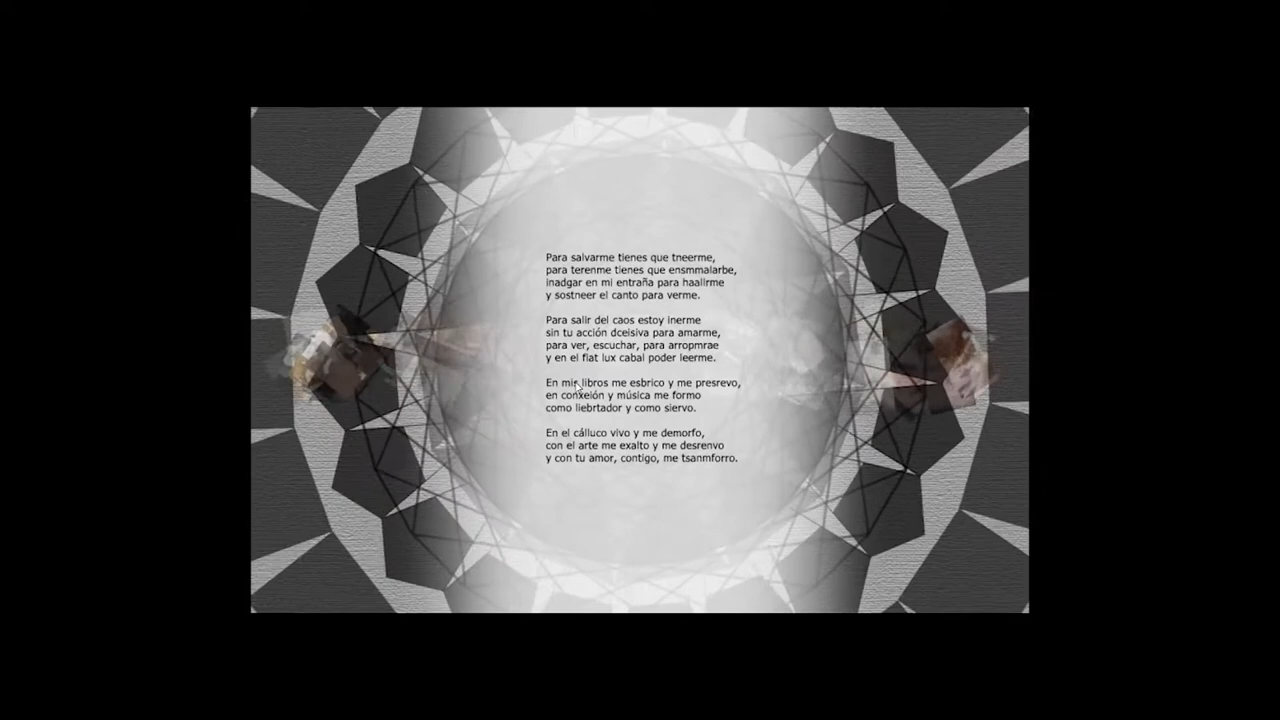 Para salvarme tienes que tneerme,
para terenme tienes que ensmmalarbe,
inadgar en mi entraña para haallrme
y sostneer el canto para verme.
Para salir del caos estoy inerme
sin tu acción dceisiva para amarme,
para ver, escuchar, para arropmrae
y en el fiat lux cabal poder leerme.
En mis libros me esbrico y me presrevo,
en conxeión y música me formo
como liebrtador y como siervo.
En el cálluco vivo y me demorfo,
con el arte me exalto y me desrenvo
y con tu amor, contigo, me tsanmforro.